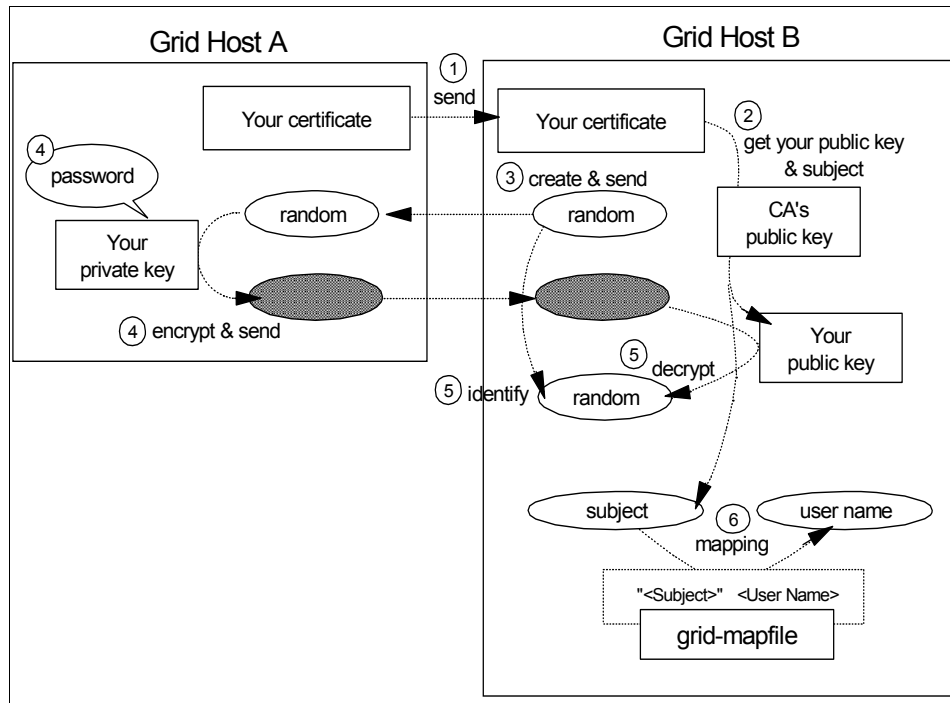 Grid Host A
Grid Host B
1
send
Your certificate
Your certificate
2
get your public key
& subject
4
password
3 create & send
random
random
CA's
public key
Your
private key
4 encrypt & send
Your
public key
5
decrypt
5 identify
random
subject
6
mapping
user name
"<Subject>" <User Name>
grid-mapfile